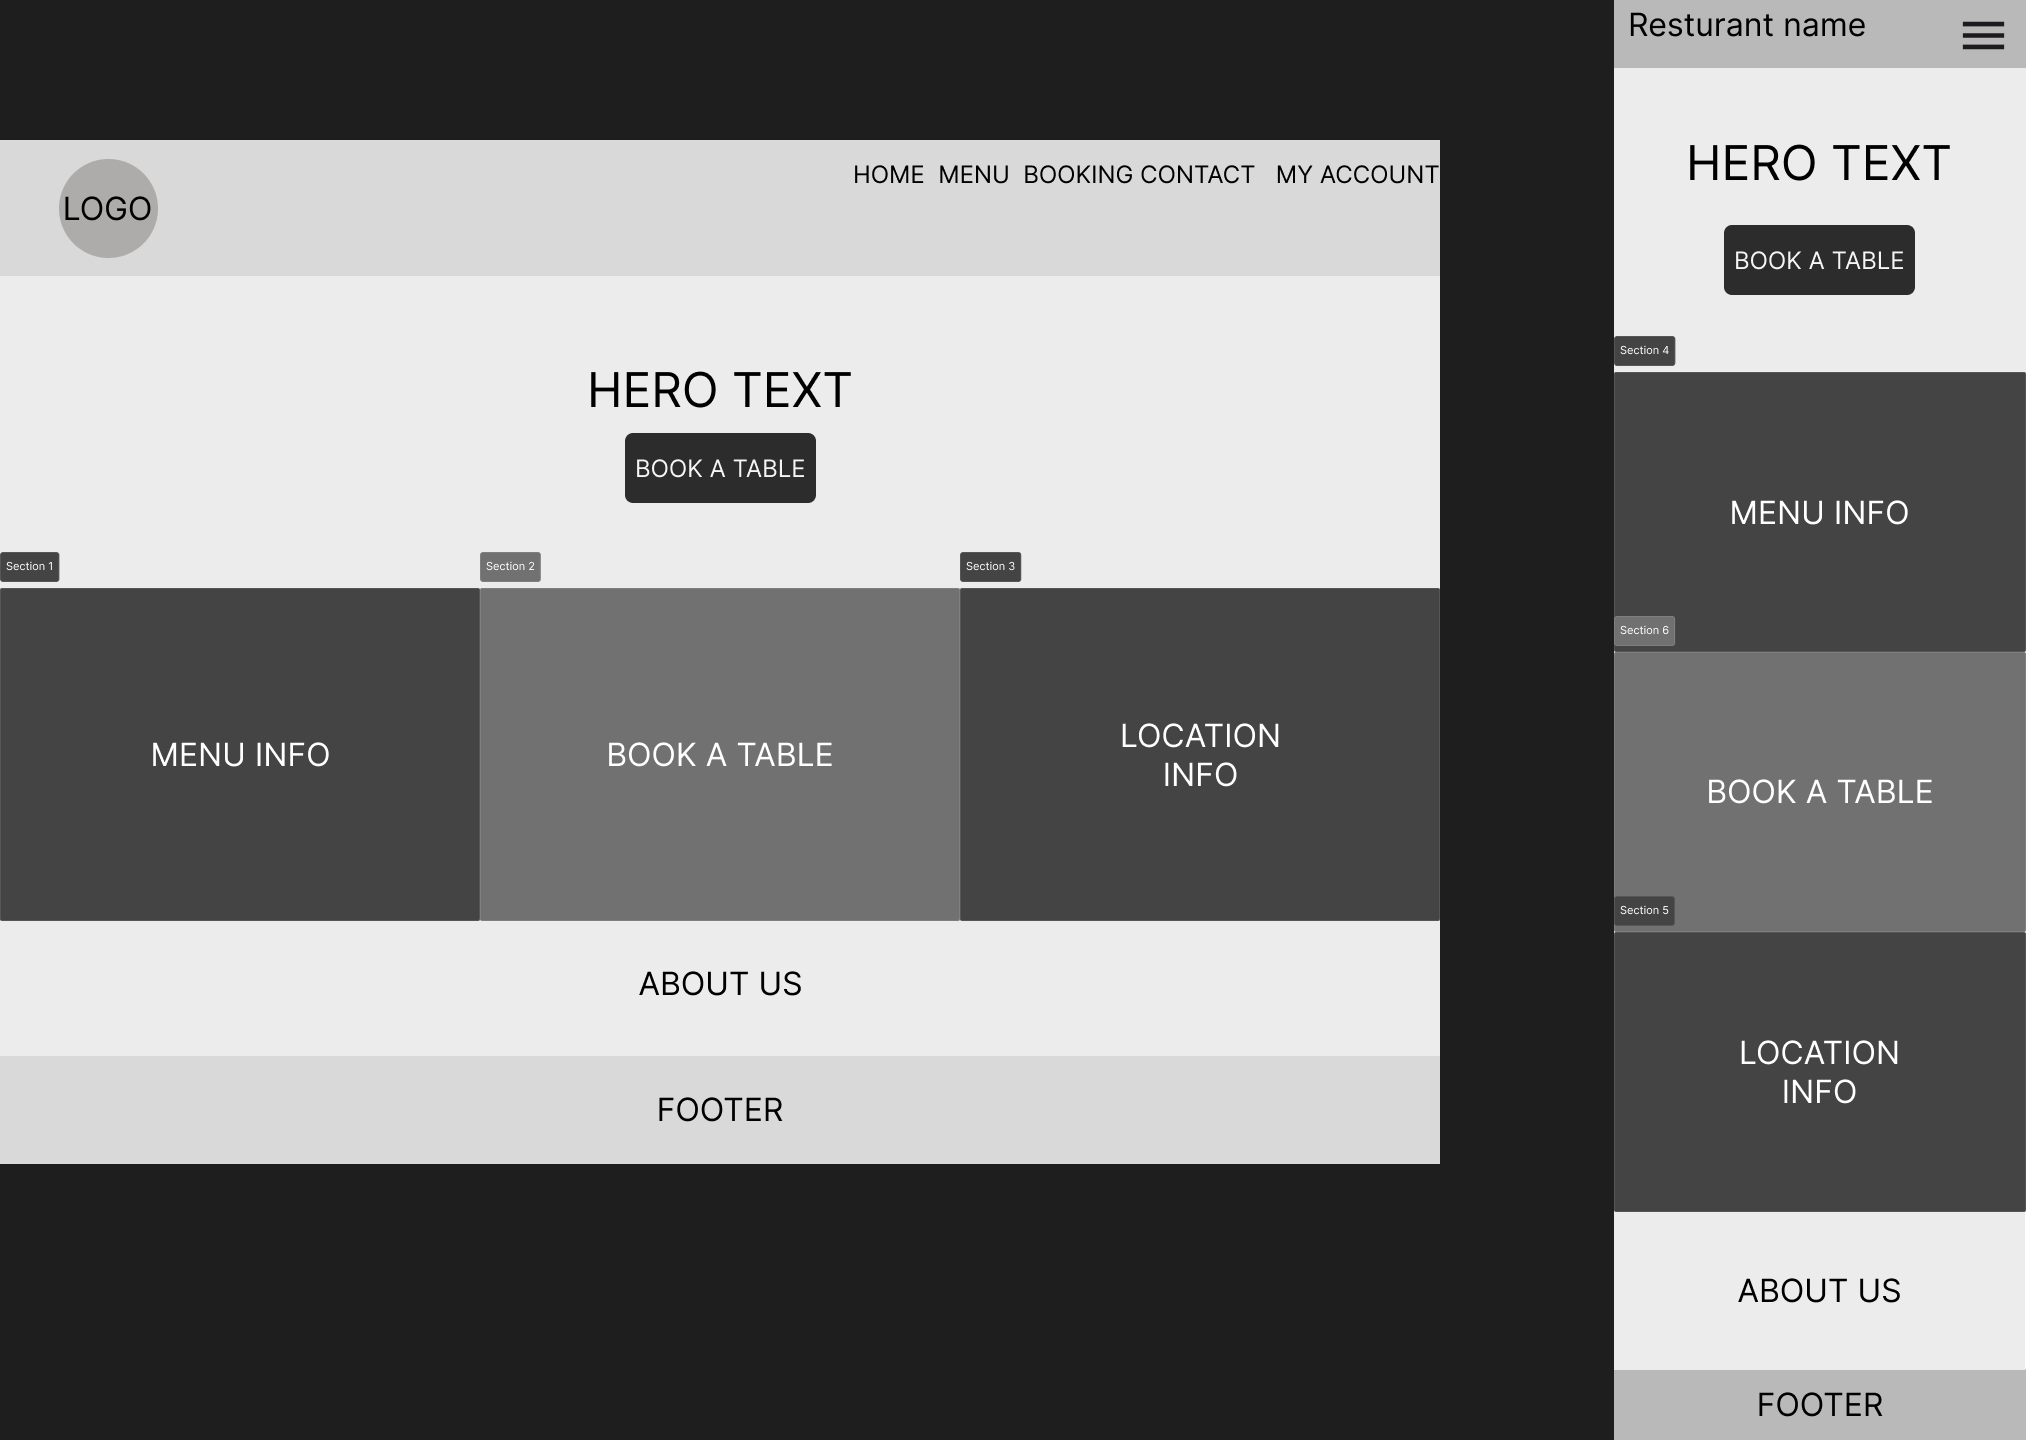 LOGO
HOME MENU BOOKING CONTACT MY ACCOUNT
HERO TEXT
BOOK A TABLE
Section 1
Section 2
Section 3
MENU INFO
BOOK A TABLE
LOCATION
INFO
ABOUT US
FOOTER
Resturant name
HERO TEXT
BOOK A TABLE
Section 4
MENU INFO
Section 6
BOOK A TABLE
Section 5
LOCATION
INFO
ABOUT US
FOOTER